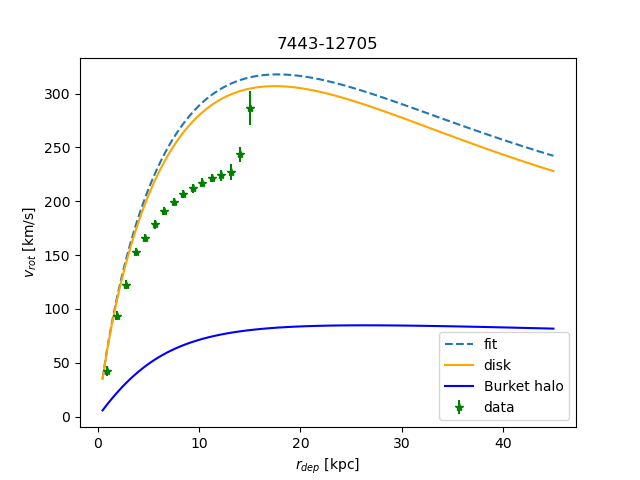 7443-12705
300
250
200
150
100
50
0
v_rot [km/s]
0 10 20 30 40
r_dep [kpc]
fit
disk
Burket halo
data